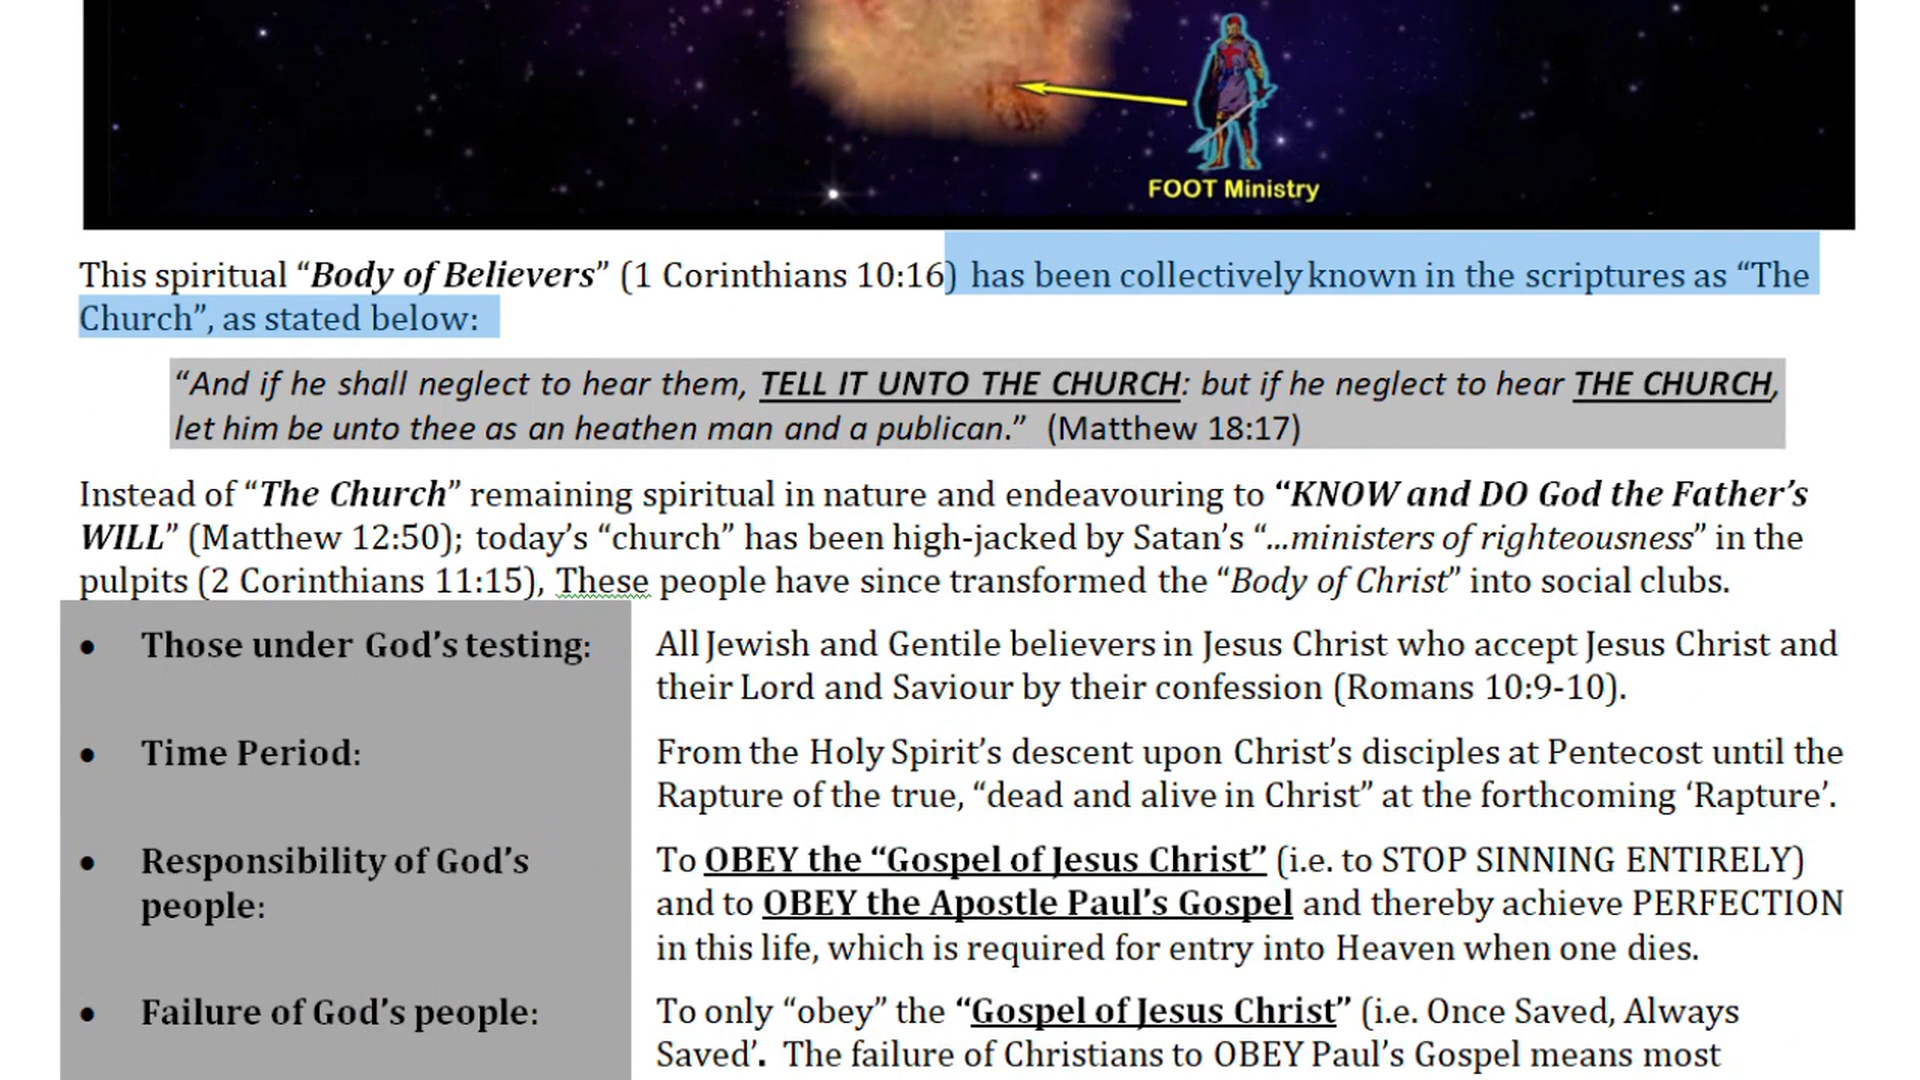 FOOT Ministry
This spiritual “Body of Believers” (1 Corinthians 10:16) has been collectively known in the scriptures as “The
Church”, as stated below:
“And if he shall neglect to hear them, TELL IT UNTO THE CHURCH: but if he neglect to hear THE CHURCH,
let him be unto thee as an heathen man and a publican.” (Matthew 18:17)
Instead of “The Church” remaining spiritual in nature and endeavouring to “KNOW and DO God the Father’s
WILL” (Matthew 12:50); today’s “church” has been high-jacked by Satan’s “...ministers of righteousness” in the
pulpits (2 Corinthians 11:15), These people have since transformed the “Body of Christ” into social clubs.
• Those under God’s testing: All Jewish and Gentile believers in Jesus Christ who accept Jesus Christ and
their Lord and Saviour by their confession (Romans 10:9-10).
• Time Period: From the Holy Spirit’s descent upon Christ’s disciples at Pentecost until the
Rapture of the true, “dead and alive in Christ” at the forthcoming ‘Rapture’.
• Responsibility of God’s To OBEY the “Gospel of Jesus Christ” (i.e. to STOP SINNING ENTIRELY)
people: and to OBEY the Apostle Paul’s Gospel and thereby achieve PERFECTION
in this life, which is required for entry into Heaven when one dies.
• Failure of God’s people: To only “obey” the “Gospel of Jesus Christ” (i.e. Once Saved, Always
Saved’. The failure of Christians to OBEY Paul’s Gospel means most